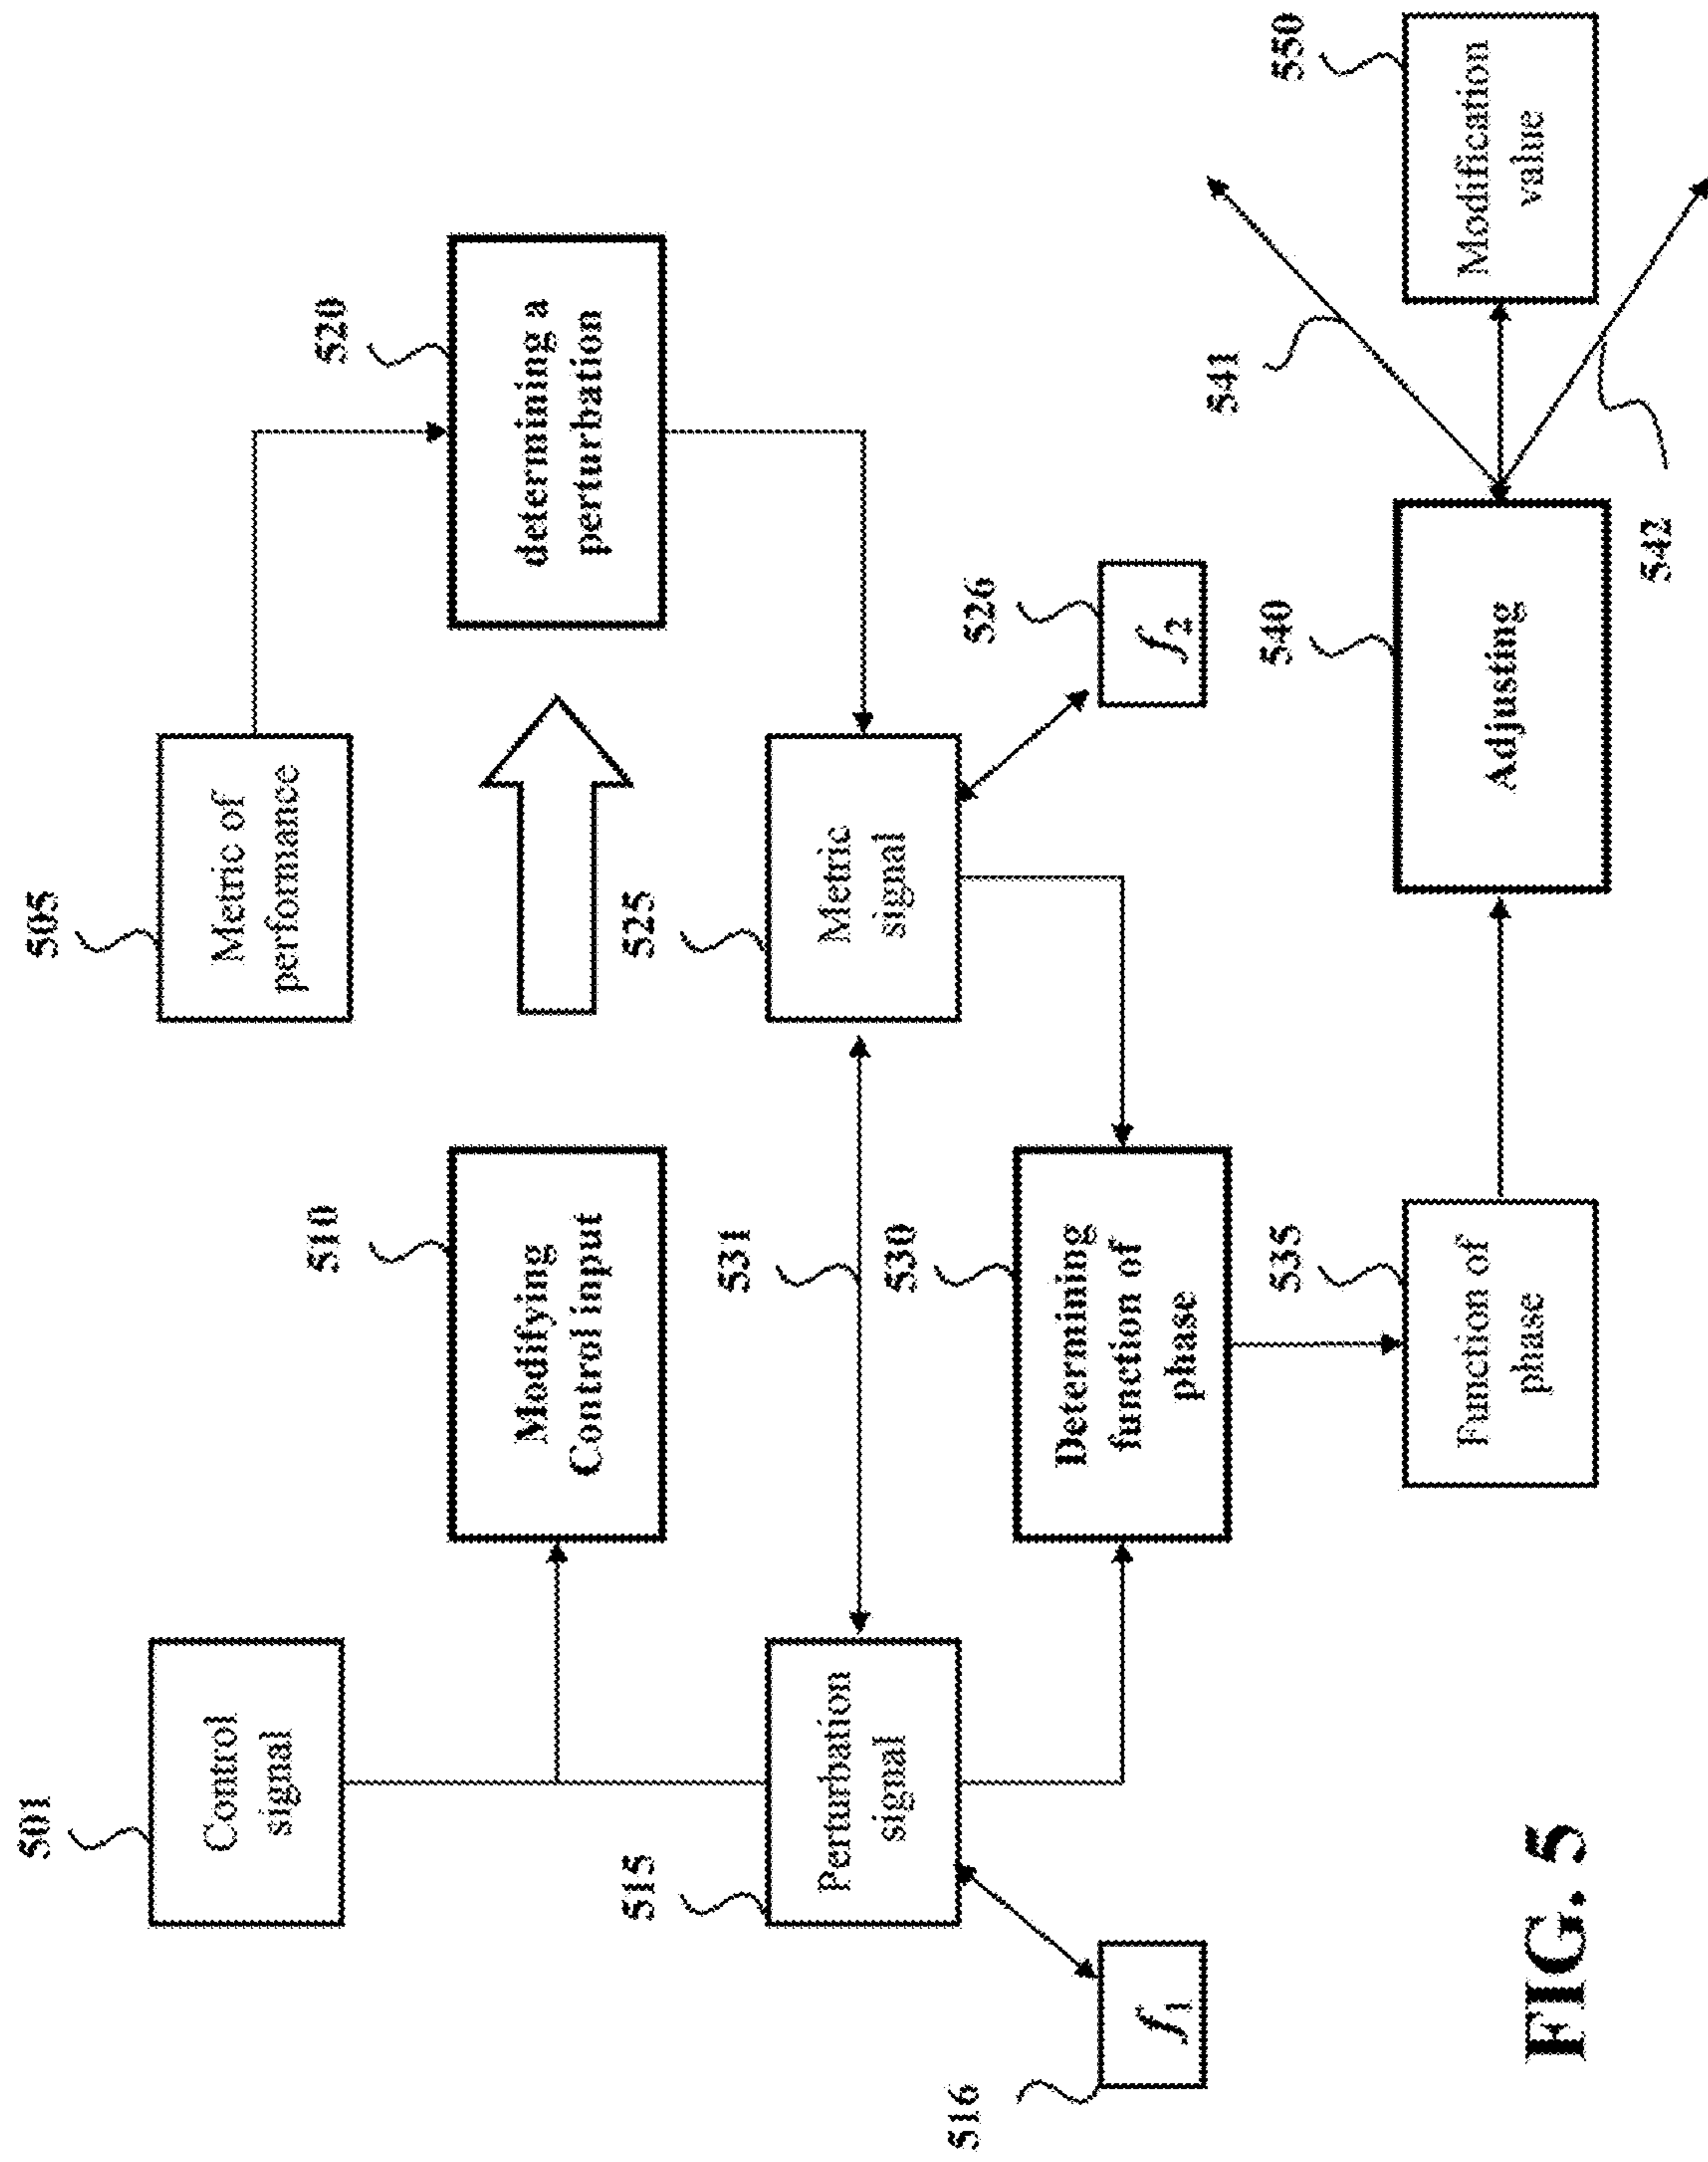 501
Control
signal
505
Metric of
performance
510
Modifying
Control input
520
determining a
perturbation
515
Perturbation
signal
531
525
Metric
signal
516
f1
530
Determining
function of
phase
526
f2
535
Function of
phase
540
Adjusting
541
542
550
Modification
value
FIG. 5